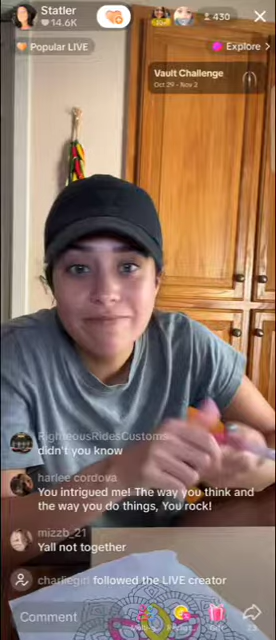 Statler
14.6K
430
Popular LIVE
Explore >
Vault Challenge
Oct 29 - Nov 2
RighteousRidesCustoms
didn't you know
harlee cordova
You intrigued me! The way you think and
the way you do things, You rock!
mizzb_21
Yall not together
charliegirl followed the LIVE creator
Comment